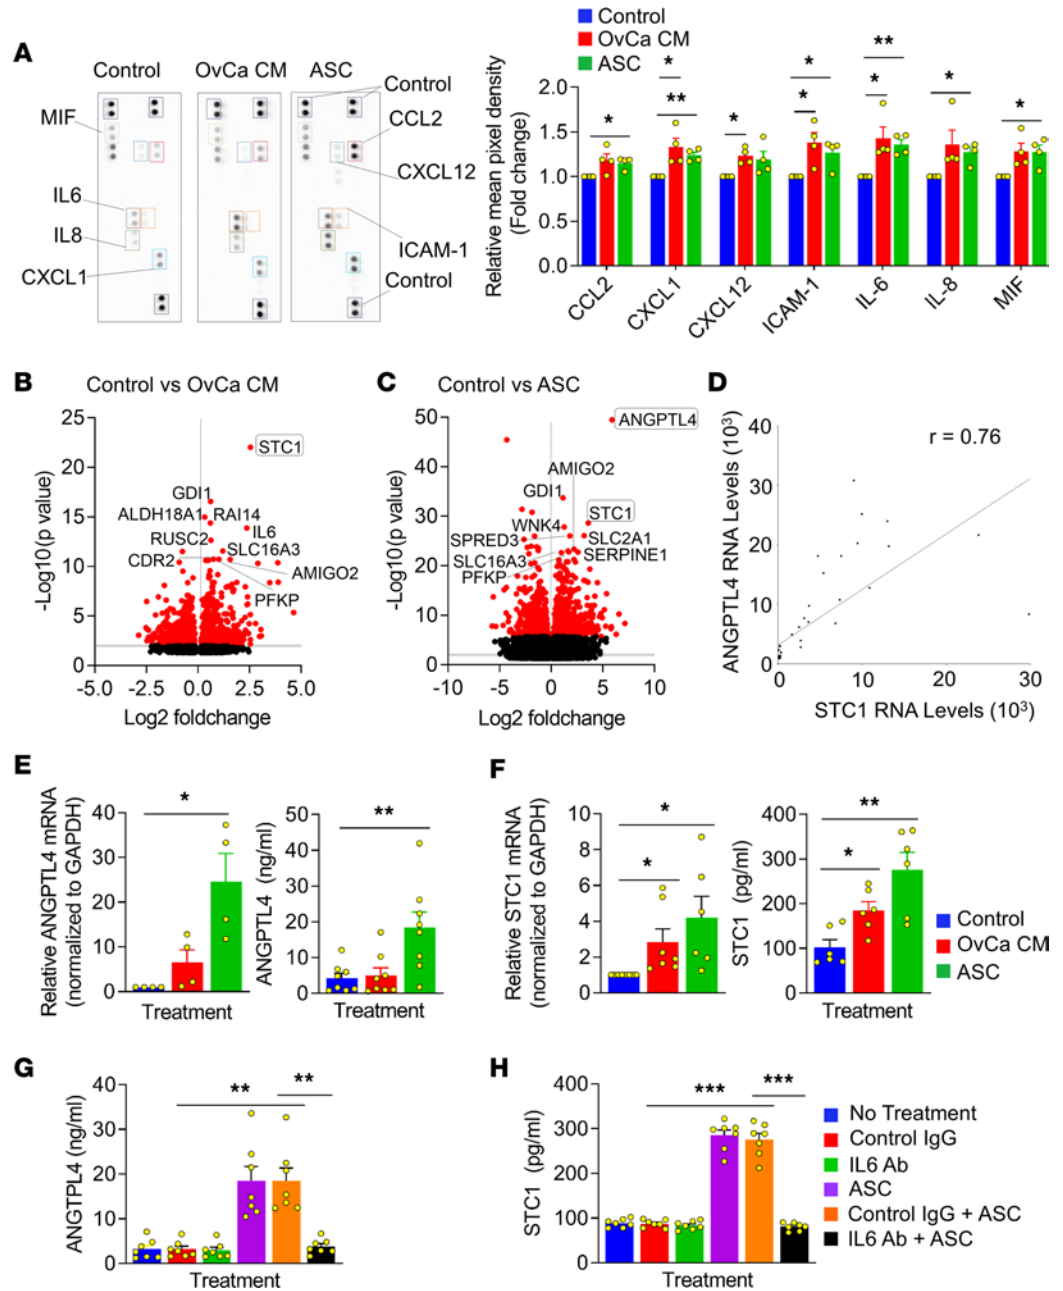 A
Control
OvCa CM
ASC
Control
MIF
CCL2
CXCL12
IL6
IL8
ICAM-1
CXCL1
Control
Control
OvCa CM
ASC
Relative mean pixel density
(Fold change)
2.0
1.5
1.0
0.5
0.0
*
*
**
*
*
*
**
*
*
*
CCL2
CXCL1
CXCL12
ICAM-1
IL-6
IL-8
MIF
B
Control vs OvCa CM
-Log10(p value)
25
20
15
10
5
0
STC1
GDI1
ALDH18A1
RAI14
IL6
RUSC2
SLC16A3
CDR2
AMIGO2
PFKP
-5.0
-2.5
0.0
2.5
5.0
Log2 foldchange
C
Control vs ASC
-Log10(p value)
50
40
30
20
10
0
ANGPTL4
AMIGO2
GDI1
STC1
WNK4
SPRED3
SLC2A1
SLC16A3
SERPINE1
PFKP
-10
-5
0
5
10
Log2 foldchange
D
ANGPTL4 RNA Levels (10³)
40
30
20
10
0
r = 0.76
0
10
20
30
STC1 RNA Levels (10³)
E
Relative ANGPTL4 mRNA
(normalized to GAPDH)
40
30
20
10
0
*
Treatment
ANGPTL4 (ng/ml)
50
40
30
20
10
0
**
Treatment
F
Relative STC1 mRNA
(normalized to GAPDH)
10
8
6
4
2
0
*
*
Treatment
STC1 (pg/ml)
400
300
200
100
0
**
*
Treatment
Control
OvCa CM
ASC
G
ANGTPL4 (ng/ml)
40
30
20
10
0
**
**
Treatment
H
STC1 (pg/ml)
400
300
200
100
0
***
***
Treatment
No Treatment
Control IgG
IL6 Ab
ASC
Control IgG + ASC
IL6 Ab + ASC